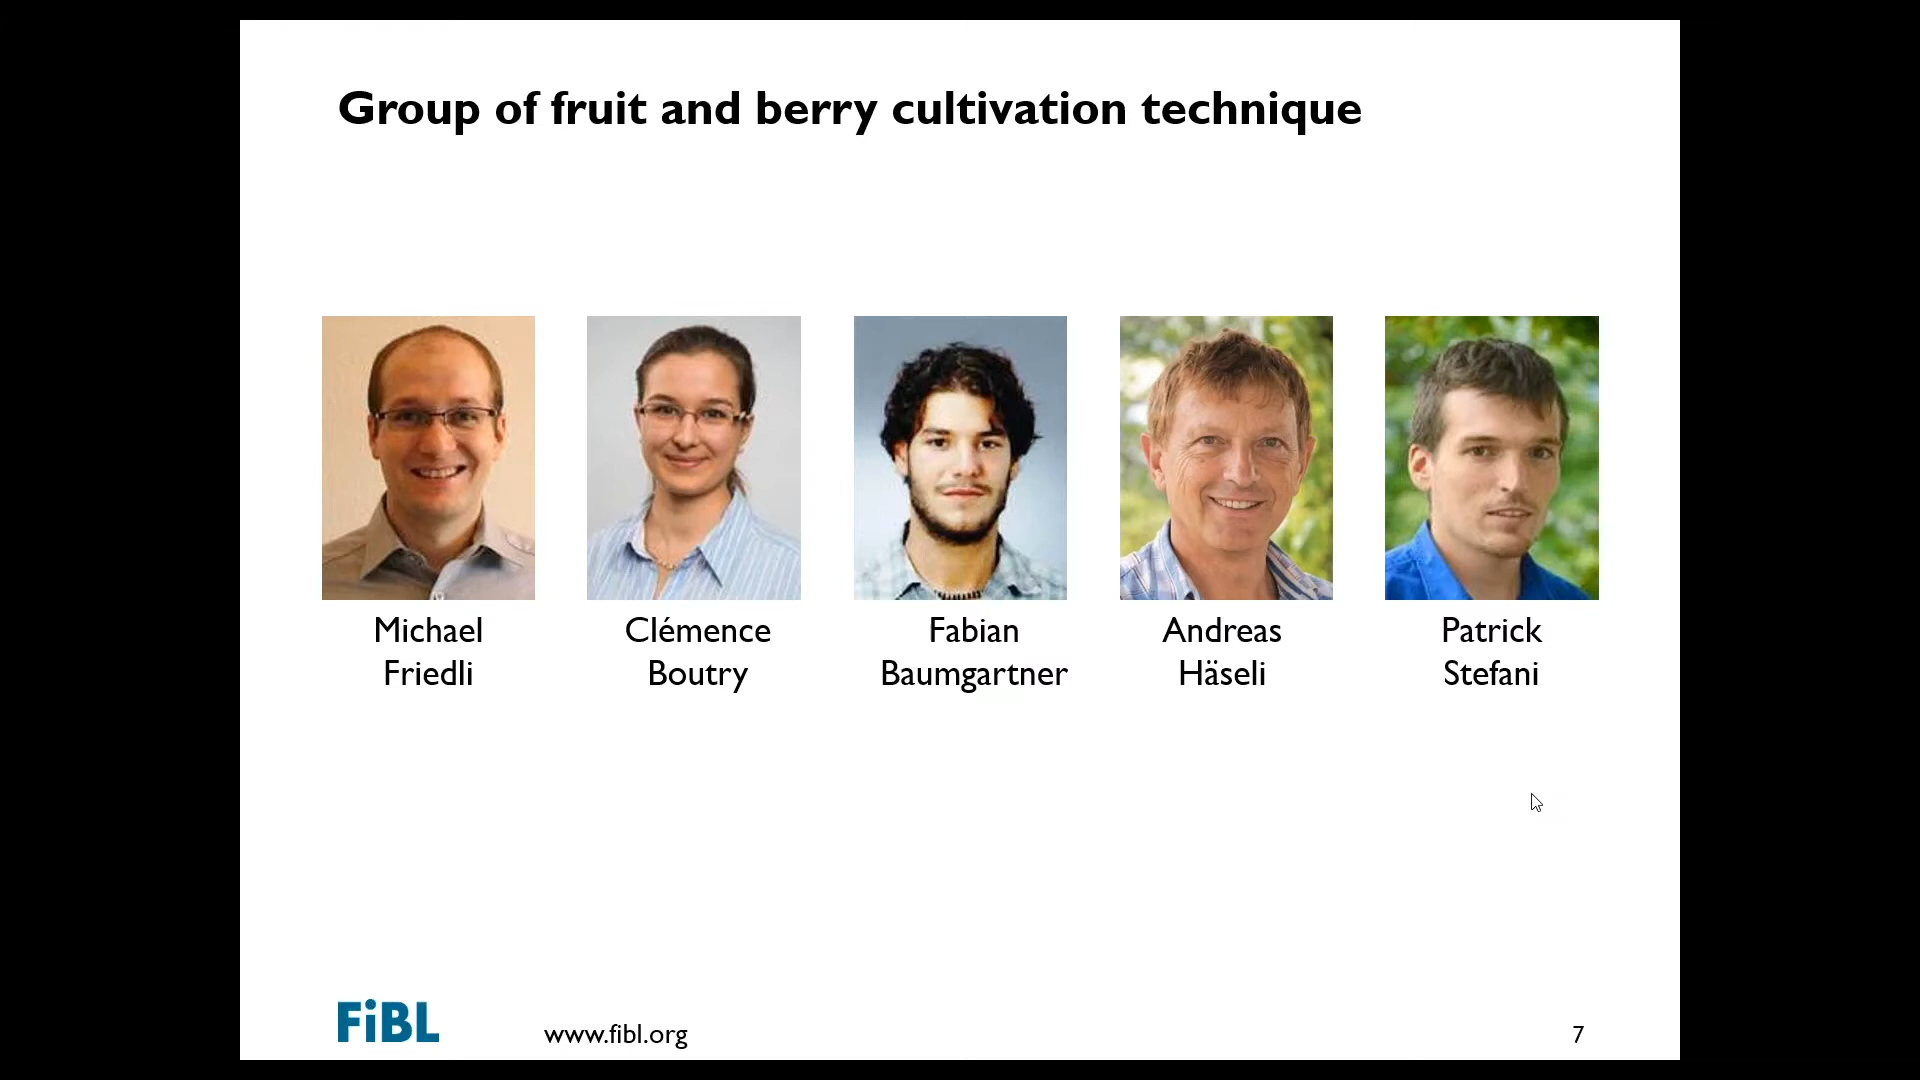 Group of fruit and berry cultivation technique
Michael
Friedli
Clémence
Boutry
Fabian
Baumgartner
Andreas
Häseli
Patrick
Stefani
FiBL
www.fibl.org
7